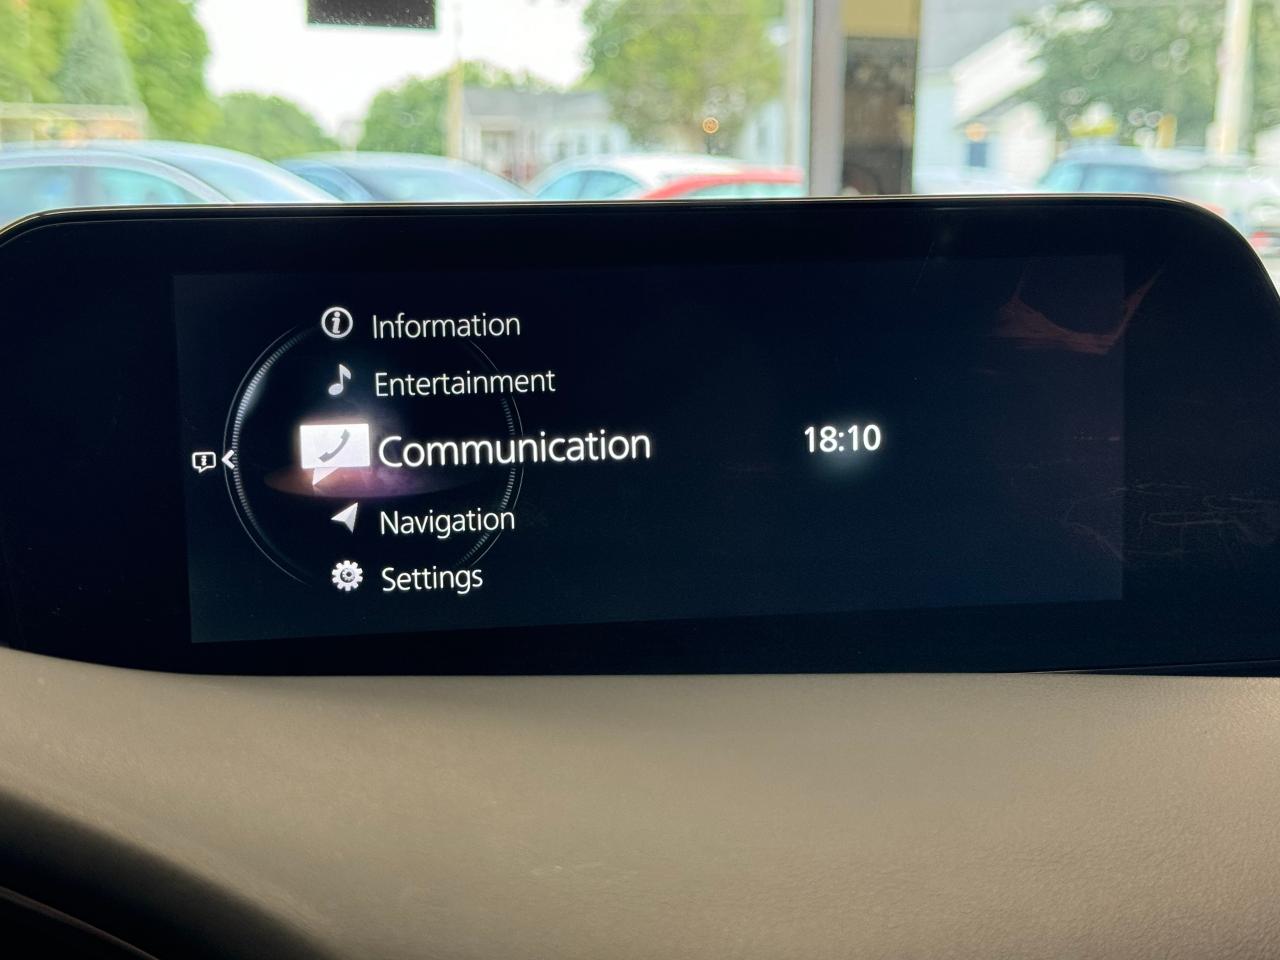 Information
Entertainment
Communication
18:10
Navigation
Settings